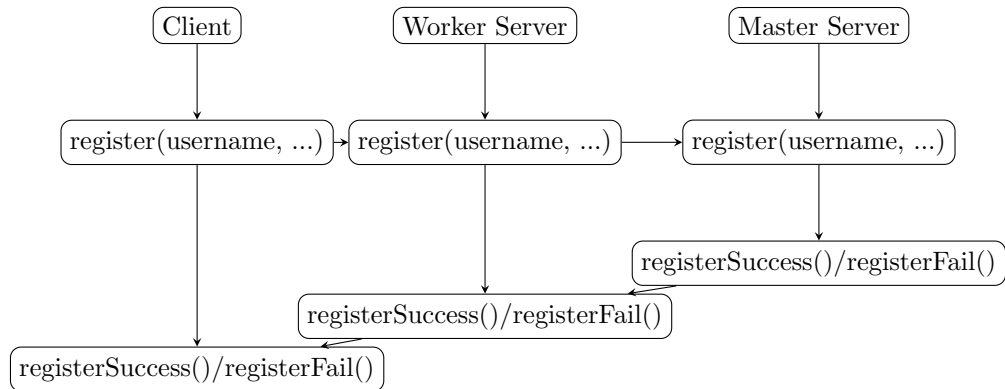 Client
Worker Server
Master Server
register(username, ...)
register(username, ...)
register(username, ...)
registerSuccess()/registerFail()
registerSuccess()/registerFail()
registerSuccess()/registerFail()